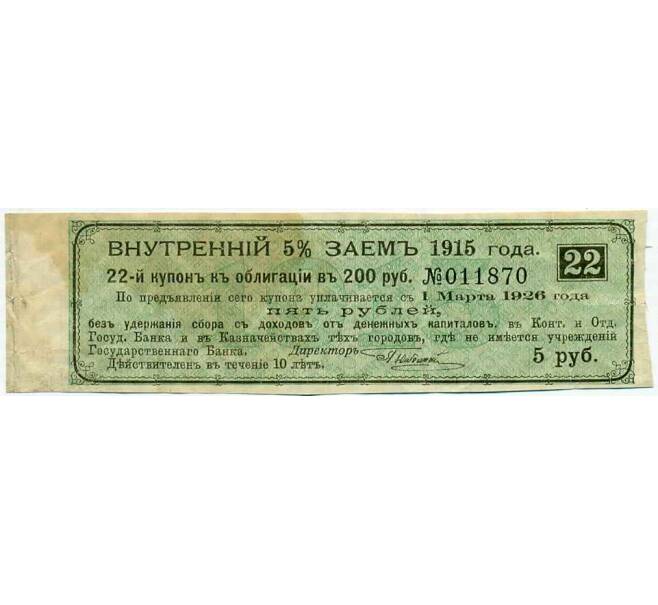 ВНУТРЕННІЙ 5% ЗАЕМЪ 1915 года.
22
22-й купонъ къ облигаціи въ 200 руб. №011870
По предъявленіи сего купона уплачивается съ 1 Марта 1926 года
пять рублей,
безъ удержанія сбора съ доходовъ отъ денежныхъ капиталовъ, въ Конт. и Отд.
Госуд. Банка и въ Казначействахъ тѣхъ городовъ, гдѣ не имѣется учрежденій
Государственнаго Банка. Директоръ 5 руб.
Дѣйствителенъ въ теченіе 10 лѣтъ.